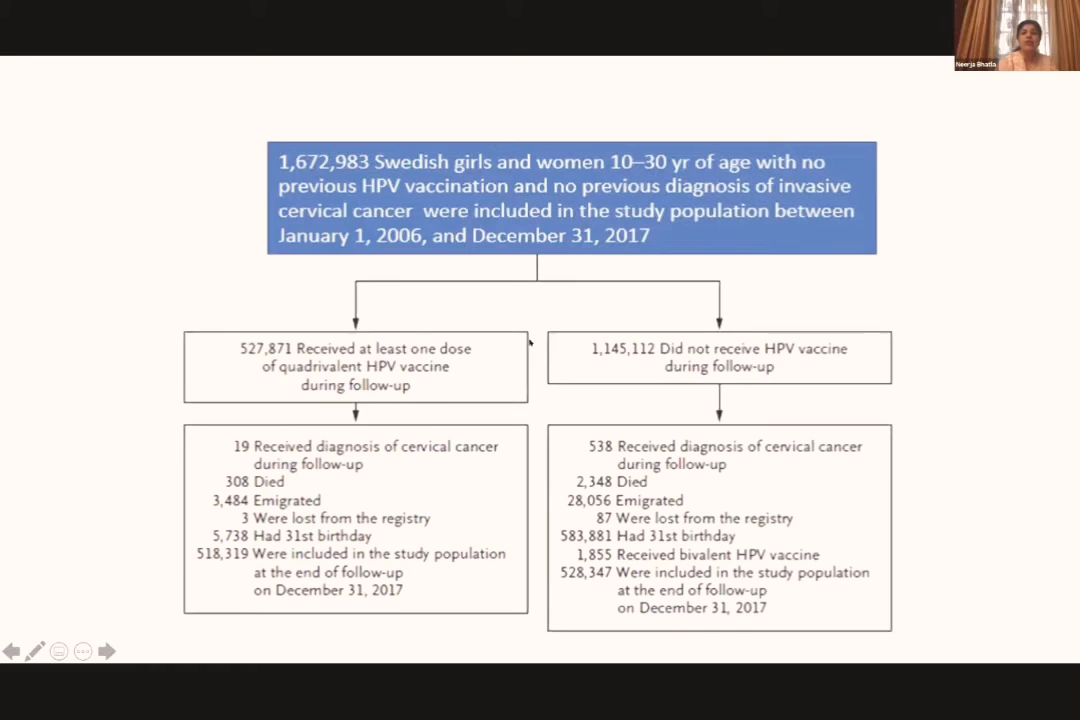 Neerja Bhatla
1,672,983 Swedish girls and women 10–30 yr of age with no
previous HPV vaccination and no previous diagnosis of invasive
cervical cancer were included in the study population between
January 1, 2006, and December 31, 2017
527,871 Received at least one dose
of quadrivalent HPV vaccine
during follow-up
1,145,112 Did not receive HPV vaccine
during follow-up
19 Received diagnosis of cervical cancer
during follow-up
308 Died
3,484 Emigrated
3 Were lost from the registry
5,738 Had 31st birthday
518,319 Were included in the study population
at the end of follow-up
on December 31, 2017
538 Received diagnosis of cervical cancer
during follow-up
2,348 Died
28,056 Emigrated
87 Were lost from the registry
583,881 Had 31st birthday
1,855 Received bivalent HPV vaccine
528,347 Were included in the study population
at the end of follow-up
on December 31, 2017